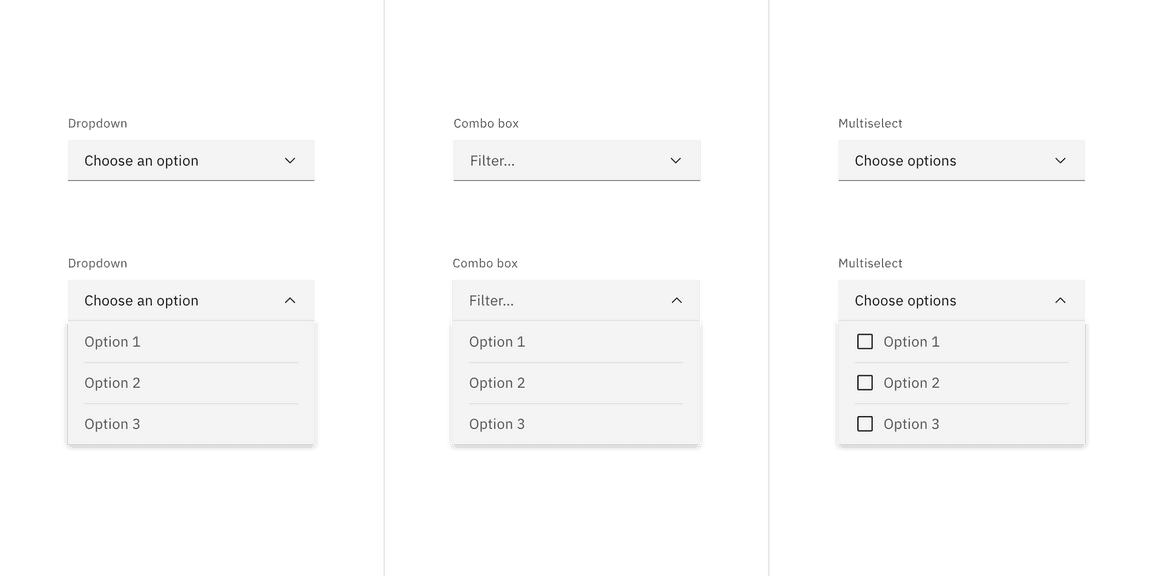 Dropdown
Choose an option
Dropdown
Choose an option
Option 1
Option 2
Option 3
Combo box
Filter...
Combo box
Filter...
Option 1
Option 2
Option 3
Multiselect
Choose options
Multiselect
Choose options
Option 1
Option 2
Option 3